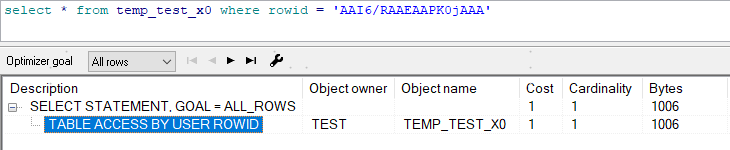 select * from temp_test_x0 where rowid = 'AAI6/RAAEAAPK0jAAA'
Optimizer goal All rows
Description Object owner Object name Cost Cardinality Bytes
SELECT STATEMENT, GOAL = ALL_ROWS 1 1 1006
TABLE ACCESS BY USER ROWID TEST TEMP_TEST_X0 1 1 1006